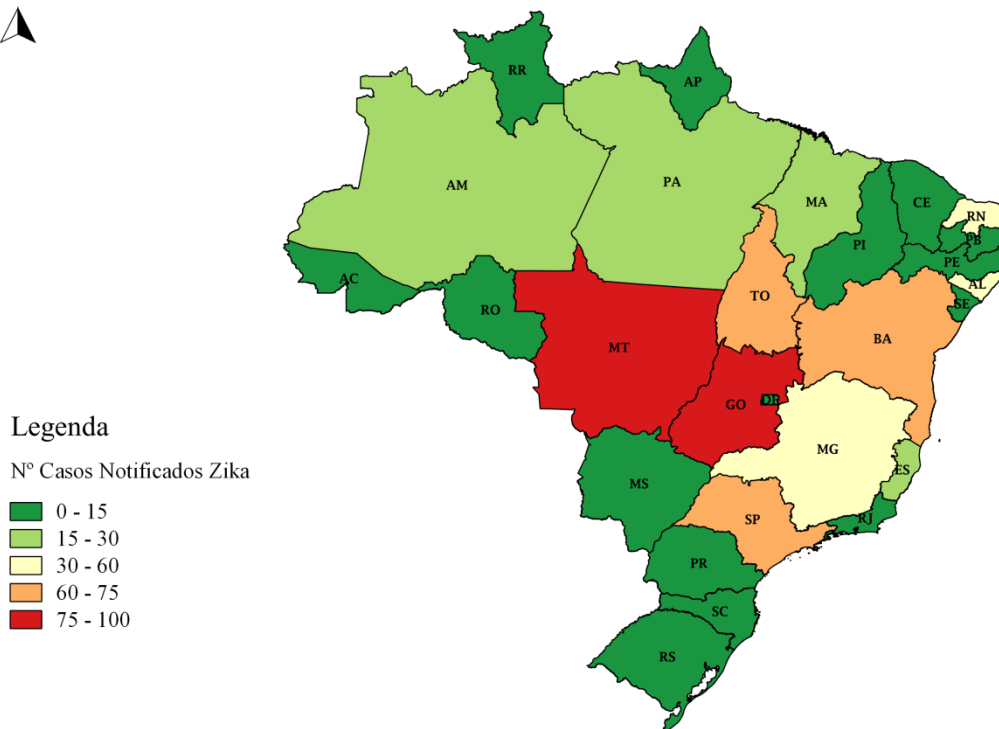 RR
AP
AM
PA
MA
CE
RN
PI
PB
PE
AC
AL
TO
SE
RO
BA
MT
GO
DF
MG
ES
MS
SP
RJ
PR
SC
RS
Legenda
Nº Casos Notificados Zika
0 - 15
15 - 30
30 - 60
60 - 75
75 - 100